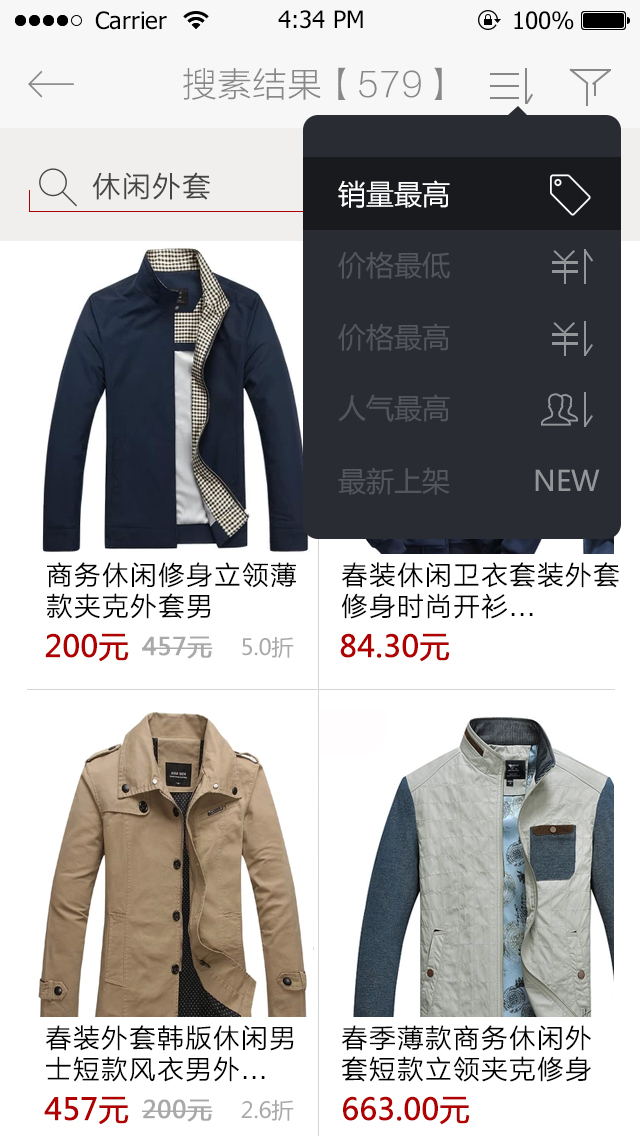 Carrier 4:34 PM 100%
搜素结果【579】
休闲外套
销量最高
价格最低 ¥
价格最高 ¥
人气最高
最新上架 NEW
商务休闲修身立领薄
款夹克外套男
200元 457元 5.0折
春装休闲卫衣套装外套
修身时尚开衫...
84.30元
春装外套韩版休闲男
士短款风衣男外...
457元 200元 2.6折
春季薄款商务休闲外
套短款立领夹克修身
663.00元